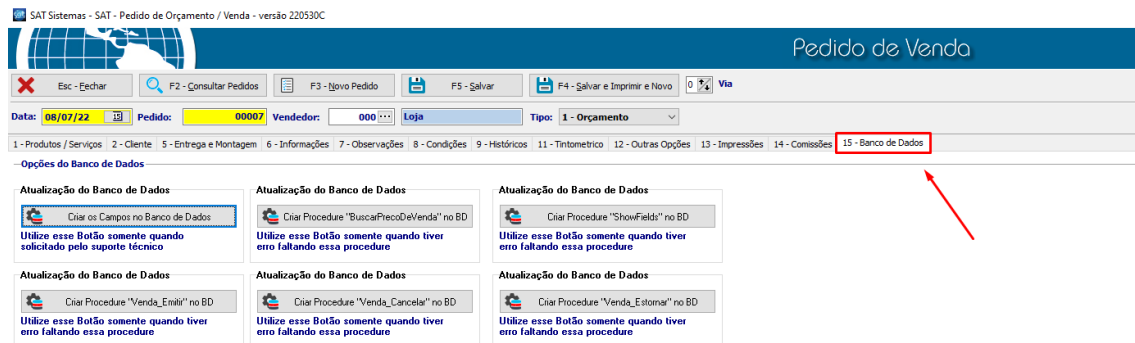 SAT Sistemas - SAT - Pedido de Orçamento / Venda - versão 220530C
Pedido de Venda
Esc - Fechar F2 - Consultar Pedidos F3 - Novo Pedido F5 - Salvar F4 - Salvar e Imprimir e Novo 0 Via
Data: 08/07/22 15 Pedido: 00007 Vendedor: 000 ... Loja Tipo: 1 - Orçamento
1 - Produtos / Serviços 2 - Cliente 5 - Entrega e Montagem 6 - Informações 7 - Observações 8 - Condições 9 - Históricos 11 - Tintometrico 12 - Outras Opções 13 - Impressões 14 - Comissões 15 - Banco de Dados
Opções do Banco de Dados
Atualização do Banco de Dados Atualização do Banco de Dados Atualização do Banco de Dados
Criar os Campos no Banco de Dados Criar Procedure "BuscarPrecoDeVenda" no BD Criar Procedure "ShowFields" no BD
Utilize esse Botão somente quando Utilize esse Botão somente quando tiver Utilize esse Botão somente quando tiver
solicitado pelo suporte técnico erro faltando essa procedure erro faltando essa procedure
Atualização do Banco de Dados Atualização do Banco de Dados Atualização do Banco de Dados
Criar Procedure "Venda_Emitir" no BD Criar Procedure "Venda_Cancelar" no BD Criar Procedure "Venda_Estornar" no BD
Utilize esse Botão somente quando tiver Utilize esse Botão somente quando tiver Utilize esse Botão somente quando tiver
erro faltando essa procedure erro faltando essa procedure erro faltando essa procedure